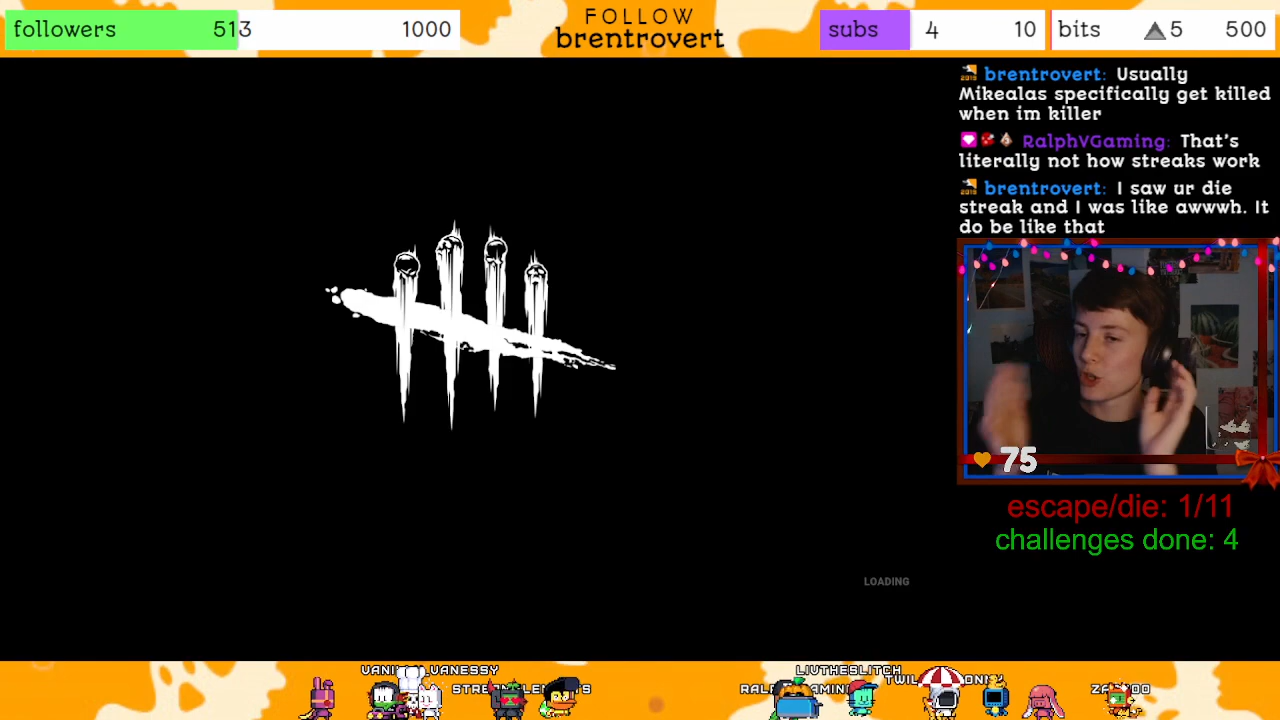 followers 513 1000
FOLLOW
brentrovert
subs 4 10
bits 5 500
brentrovert: Usually
Mikealas specifically get killed
when im killer
RalphVGaming: That's
literally not how streaks work
brentrovert: I saw ur die
streak and I was like awwwh. It
do be like that
75
escape/die: 1/11
challenges done: 4
LOADING
LIVTHESLITCH